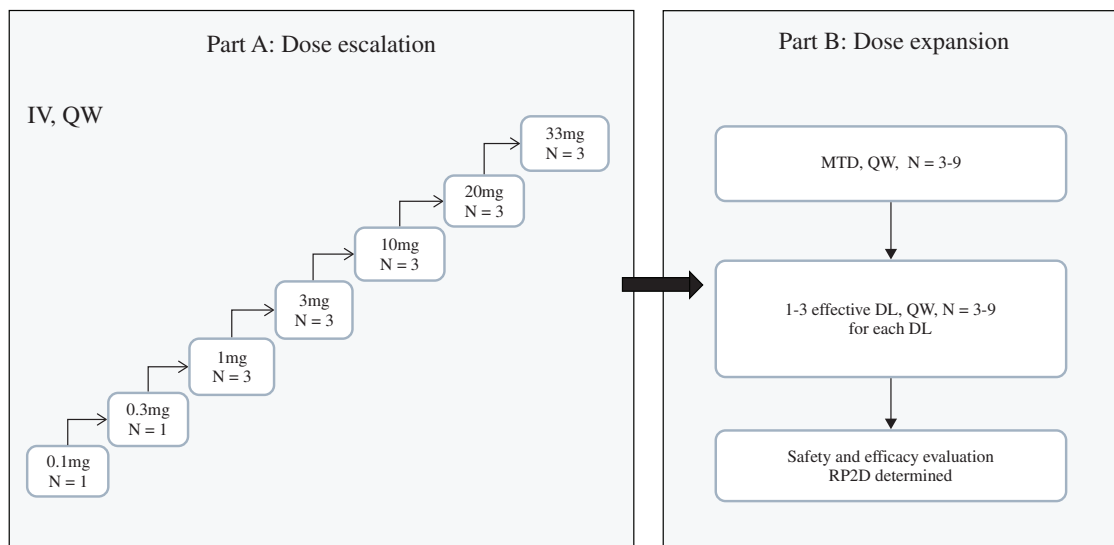 Part A: Dose escalation
IV, QW
33mg
N = 3
20mg
N = 3
10mg
N = 3
3mg
N = 3
1mg
N = 3
0.3mg
N = 1
0.1mg
N = 1
Part B: Dose expansion
MTD, QW, N = 3-9
1-3 effective DL, QW, N = 3-9
for each DL
Safety and efficacy evaluation
RP2D determined